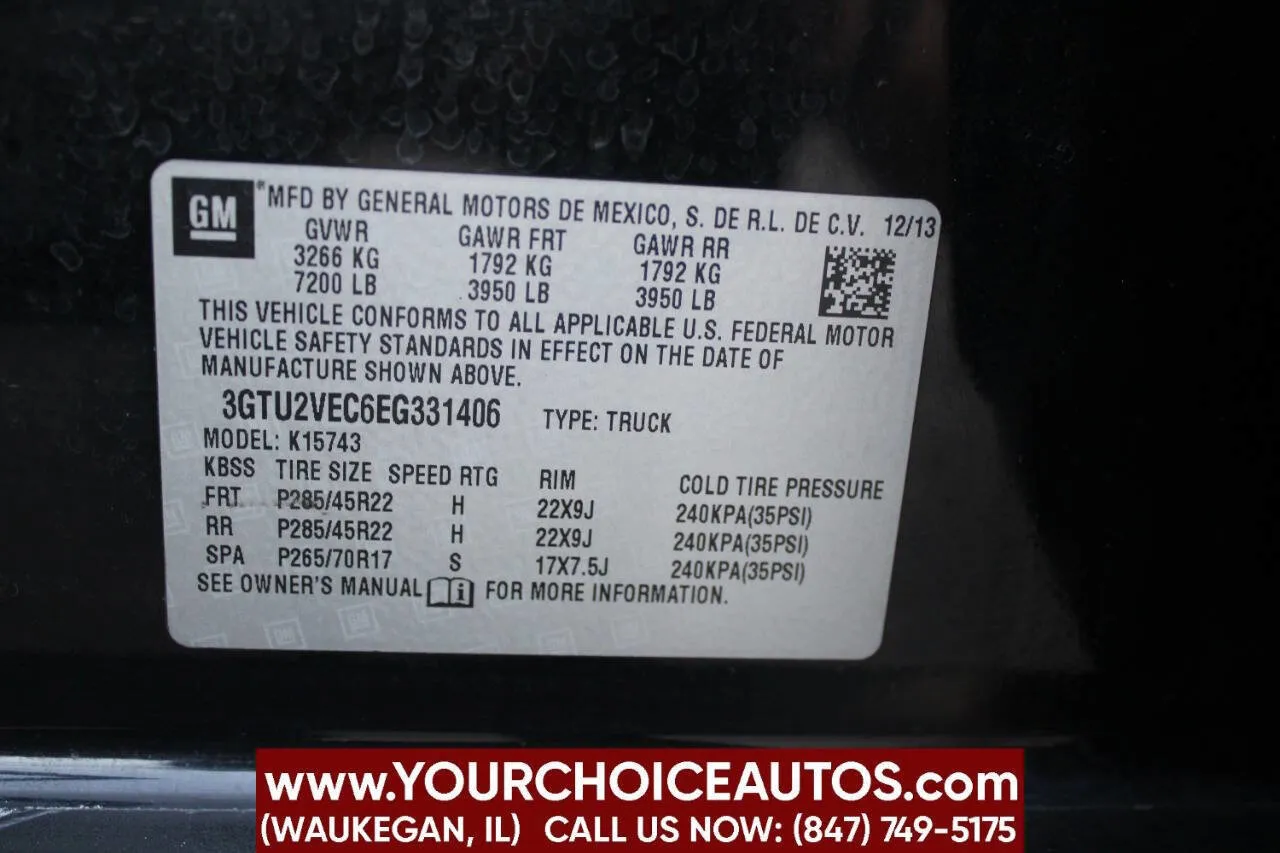 GM ® MFD BY GENERAL MOTORS DE MEXICO, S. DE R.L. DE C.V. 12/13
GVWR GAWR FRT GAWR RR
3266 KG 1792 KG 1792 KG
7200 LB 3950 LB 3950 LB
THIS VEHICLE CONFORMS TO ALL APPLICABLE U.S. FEDERAL MOTOR
VEHICLE SAFETY STANDARDS IN EFFECT ON THE DATE OF
MANUFACTURE SHOWN ABOVE.
3GTU2VEC6EG331406 TYPE: TRUCK
MODEL: K15743
KBSS TIRE SIZE SPEED RTG RIM COLD TIRE PRESSURE
FRT P285/45R22 H 22X9J 240KPA(35PSI)
RR P285/45R22 H 22X9J 240KPA(35PSI)
SPA P265/70R17 S 17X7.5J 240KPA(35PSI)
SEE OWNER'S MANUAL i FOR MORE INFORMATION.
www.YOURCHOICEAUTOS.com
(WAUKEGAN, IL) CALL US NOW: (847) 749-5175